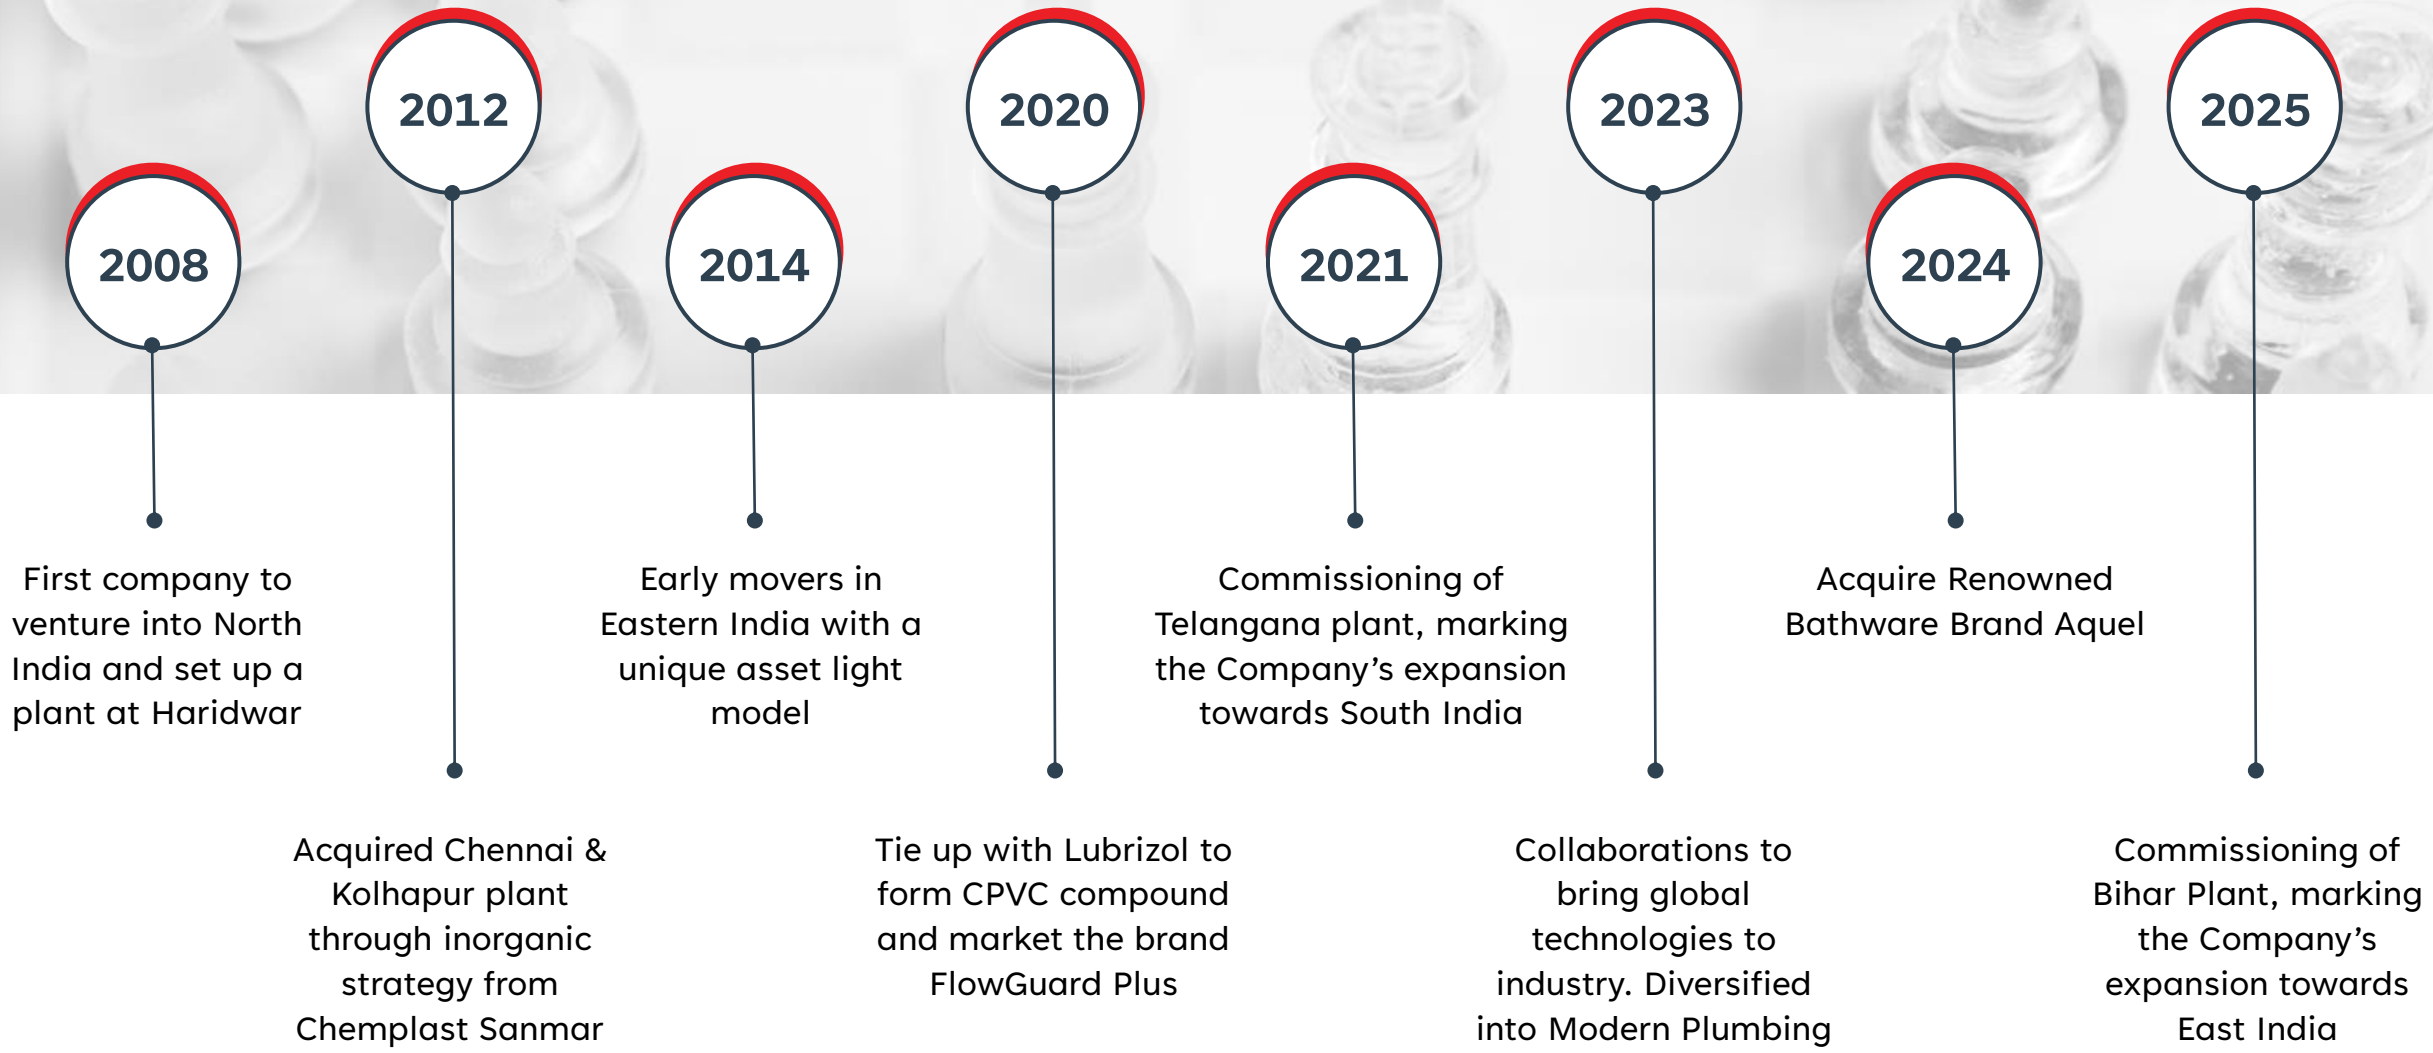 2008
First company to
venture into North
India and set up a
plant at Haridwar
2012
Acquired Chennai &
Kolhapur plant
through inorganic
strategy from
Chemplast Sanmar
2014
Early movers in
Eastern India with a
unique asset light
model
2020
Tie up with Lubrizol to
form CPVC compound
and market the brand
FlowGuard Plus
2021
Commissioning of
Telangana plant, marking
the Company’s expansion
towards South India
2023
Collaborations to
bring global
technologies to
industry. Diversified
into Modern Plumbing
2024
Acquire Renowned
Bathware Brand Aquel
2025
Commissioning of
Bihar Plant, marking
the Company’s
expansion towards
East India